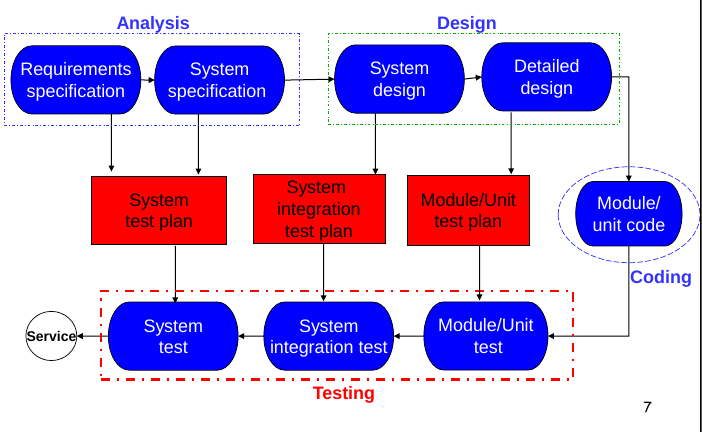 Analysis
Design
Requirements
specification
System
specification
System
design
Detailed
design
System
test plan
System
integration
test plan
Module/Unit
test plan
Module/
unit code
Coding
Service
System
test
System
integration test
Module/Unit
test
Testing
7